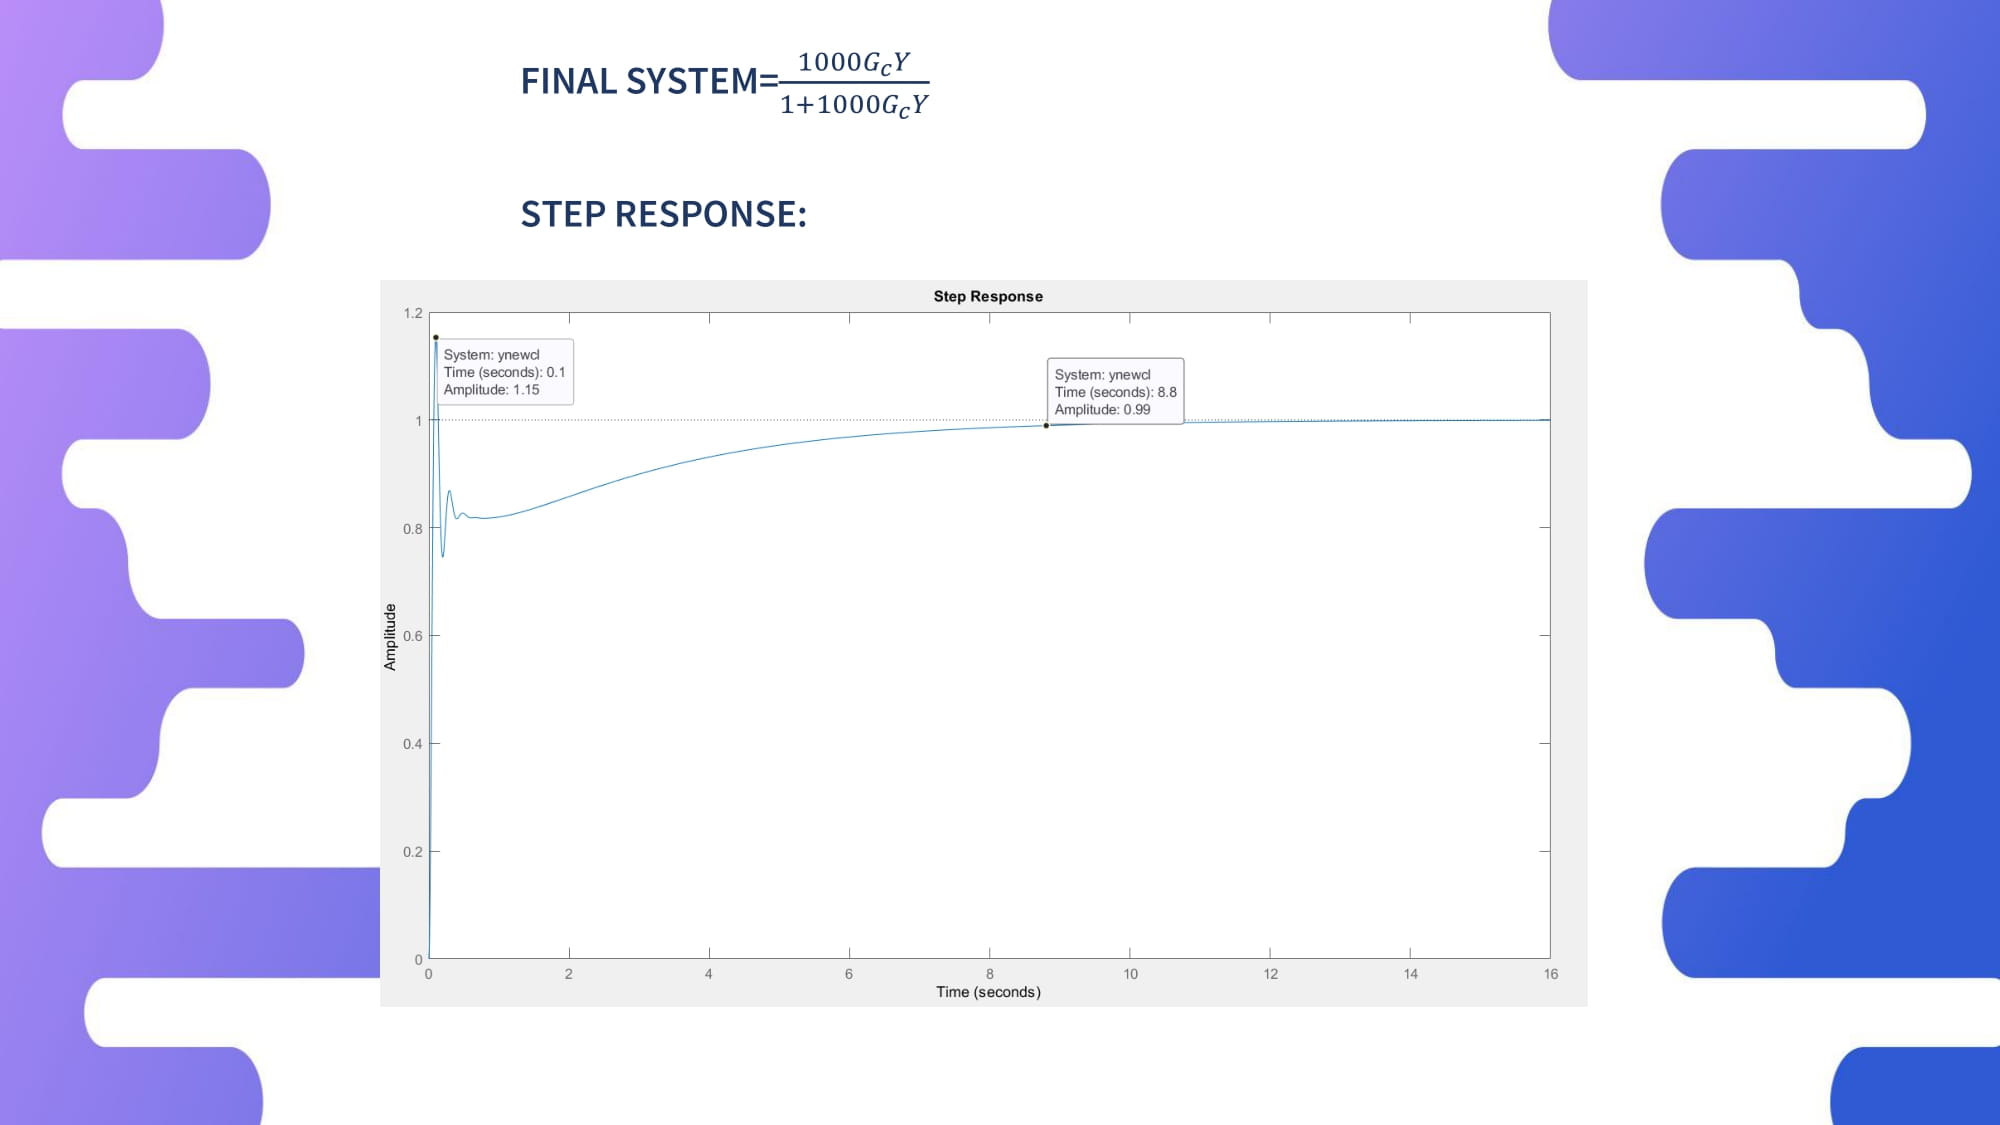 FINAL SYSTEM=\frac{1000G_cY}{1+1000G_cY}
STEP RESPONSE:
Step Response
1.2
1
0.8
0.6
0.4
0.2
0
Amplitude
System: ynewcl
Time (seconds): 0.1
Amplitude: 1.15
System: ynewcl
Time (seconds): 8.8
Amplitude: 0.99
0 2 4 6 8 10 12 14 16
Time (seconds)